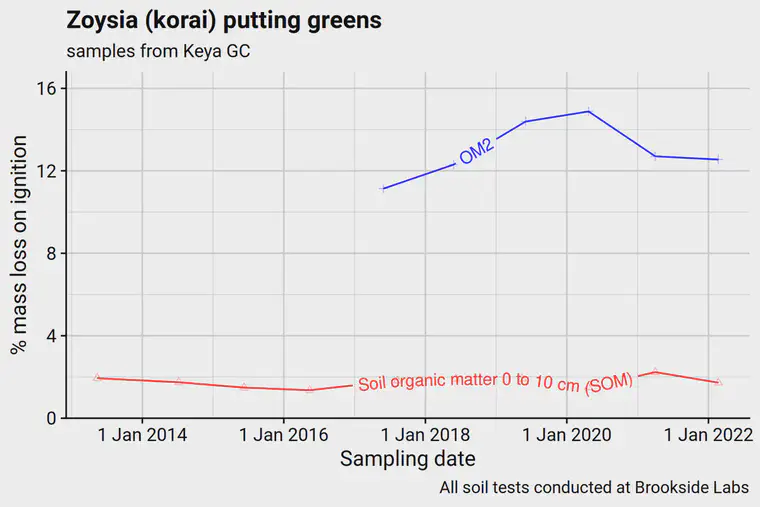 Zoysia (korai) putting greens
samples from Keya GC
% mass loss on ignition
16
12
8
4
0
OM2
Soil organic matter 0 to 10 cm (SOM)
1 Jan 2014
1 Jan 2016
1 Jan 2018
1 Jan 2020
1 Jan 2022
Sampling date
All soil tests conducted at Brookside Labs